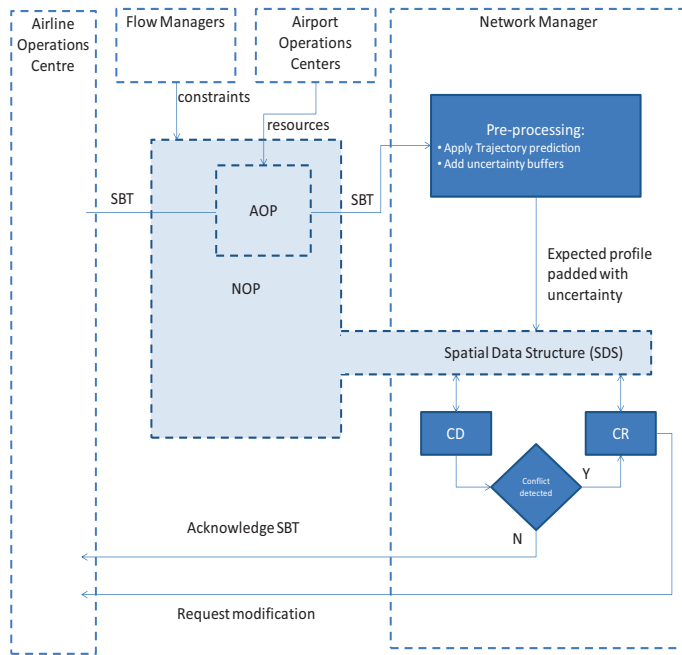 Airline
Operations
Centre
Flow Managers
Airport
Operations
Centers
Network Manager
constraints
resources
Pre-processing:
• Apply Trajectory prediction
• Add uncertainty buffers
SBT
AOP
SBT
NOP
Expected profile
padded with
uncertainty
Spatial Data Structure (SDS)
CD
CR
Conflict
detected
Y
N
Acknowledge SBT
Request modification